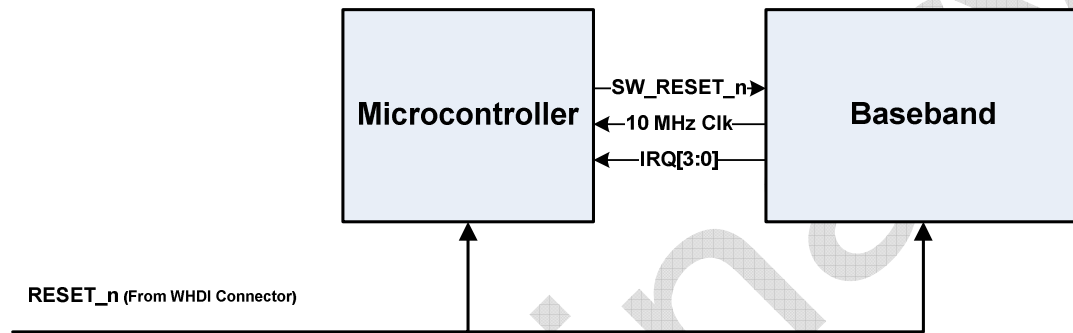 Microcontroller
SW_RESET_n
10 MHz Clk
IRQ[3:0]
Baseband
RESET_n (From WHDI Connector)